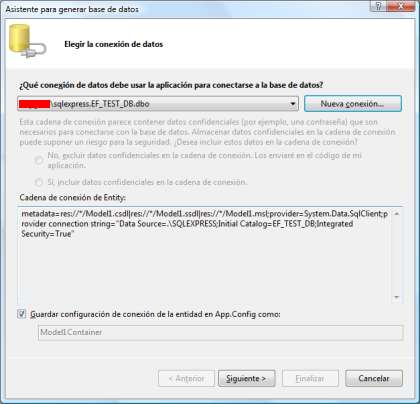 Asistente para generar base de datos
Elegir la conexión de datos
¿Qué conexión de datos debe usar la aplicación para conectarse a la base de datos?
\sqlexpress.EF_TEST_DB.dbo
Nueva conexión...
Esta cadena de conexión parece contener datos confidenciales (por ejemplo, una contraseña) que son
necesarios para conectarse con la base de datos. Almacenar datos confidenciales en la cadena de conexión
puede suponer un riesgo para la seguridad. ¿Desea incluir estos datos en la cadena de conexión?
No, excluir datos confidenciales en la cadena de conexión. Los enviaré en el código de mi
aplicación.
Sí, incluir datos confidenciales en la cadena de conexión.
Cadena de conexión de Entity:
metadata=res://*/Model1.csdl|res://*/Model1.ssdl|res://*/Model1.msl;provider=System.Data.SqlClient;p
rovider connection string="Data Source=.\SQLEXPRESS;Initial Catalog=EF_TEST_DB;Integrated
Security=True"
Guardar configuración de conexión de la entidad en App.Config como:
Model1Container
< Anterior
Siguiente >
Finalizar
Cancelar